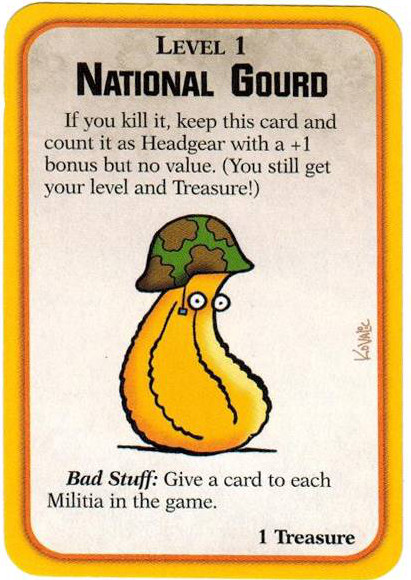 LEVEL 1
NATIONAL GOURD
If you kill it, keep this card and
count it as Headgear with a +1
bonus but no value. (You still get
your level and Treasure!)
KOVALIC
Bad Stuff: Give a card to each
Militia in the game.
1 Treasure